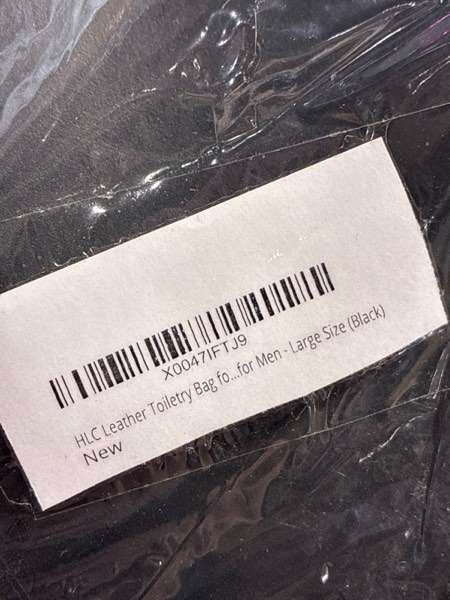 X0047IFTJ9
HLC Leather Toiletry Bag fo...for Men - Large Size (Black)
New